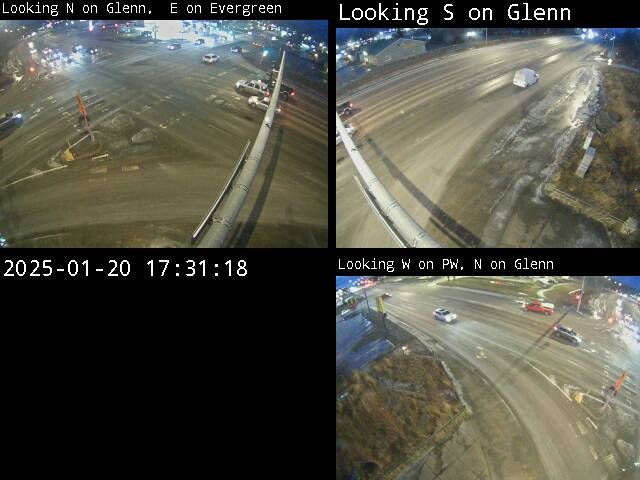 Looking N on Glenn,  E on Evergreen
Looking S on Glenn
2025-01-20 17:31:18
Looking W on PW, N on Glenn